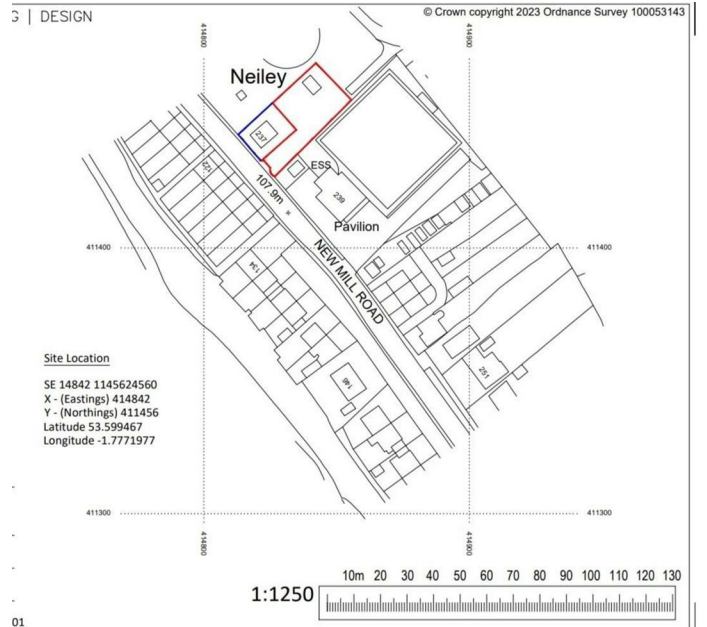 G | DESIGN
© Crown copyright 2023 Ordnance Survey 100053143
414800
414900
Neiley
237
122
ESS
107.9m
239
Pavilion
411400
411400
NEW MILL ROAD
134
Site Location
SE 14842 1145624560
X - (Eastings) 414842
Y - (Northings) 411456
Latitude 53.599467
Longitude -1.7771977
146
251
411300
411300
414800
414900
10m 20 30 40 50 60 70 80 90 100 110 120 130
1:1250
01